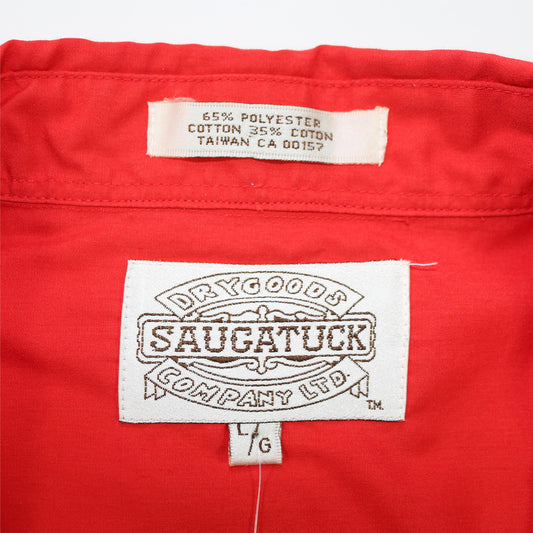 65% POLYESTER
COTTON 35% COTON
TAIWAN CA 00157
DRYGOODS
SAUGATUCK
COMPANY LTD.
TM.
L/G